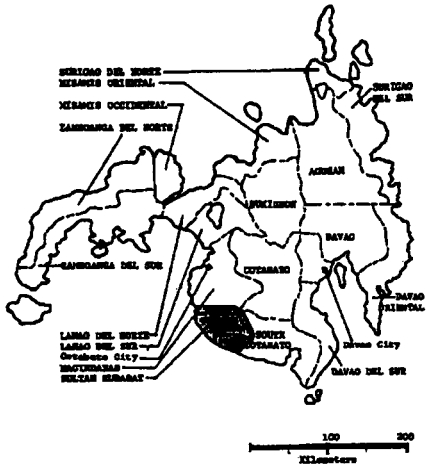 SURIGAO DEL NORTE
MISAMIS ORIENTAL
SURIGAO
DEL SUR
MISAMIS OCCIDENTAL
ZAMBOANGA DEL NORTE
AGUSAN
BUKIDNON
DAVAO
ZAMBOANGA DEL SUR
COTABATO
DAVAO
ORIENTAL
LANAO DEL NORTE
LANAO DEL SUR
Cotabato City
MAGUINDANAO
SULTAN KUDARAT
SOUTH
COTABATO
Davao City
DAVAO DEL SUR
100 200
Kilometers